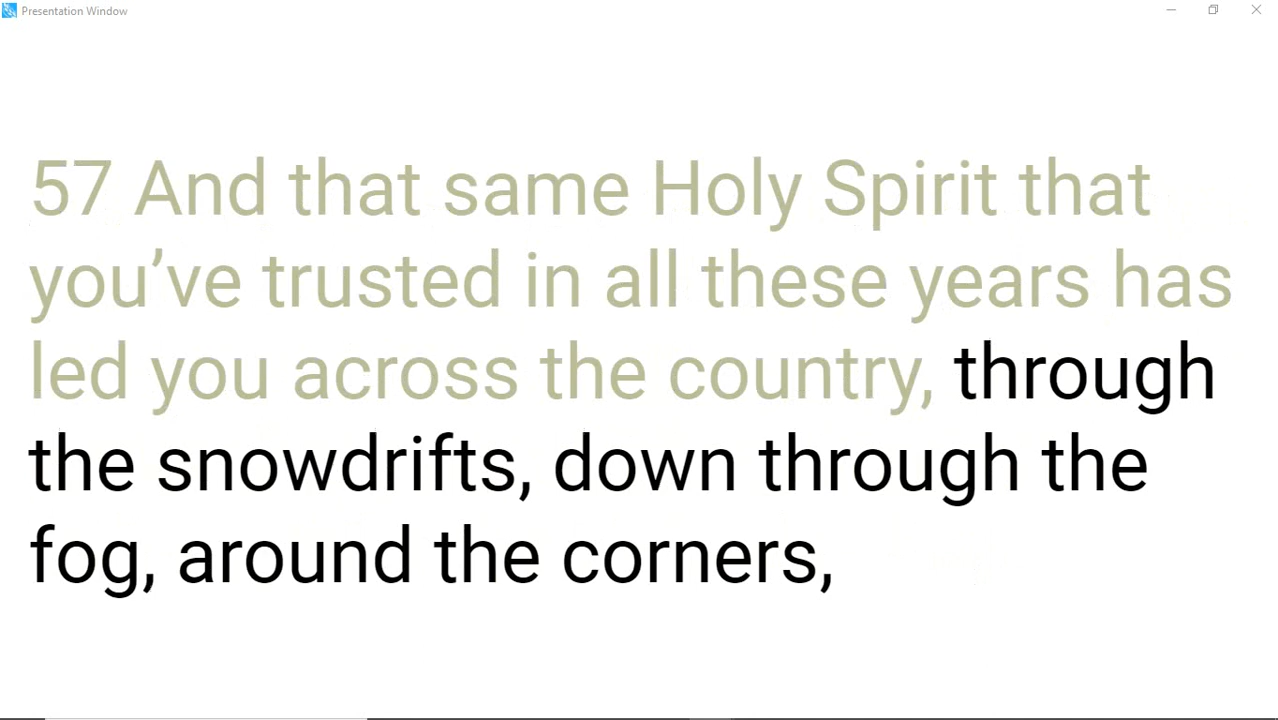 Presentation Window
57 And that same Holy Spirit that
you’ve trusted in all these years has
led you across the country, through
the snowdrifts, down through the
fog, around the corners,